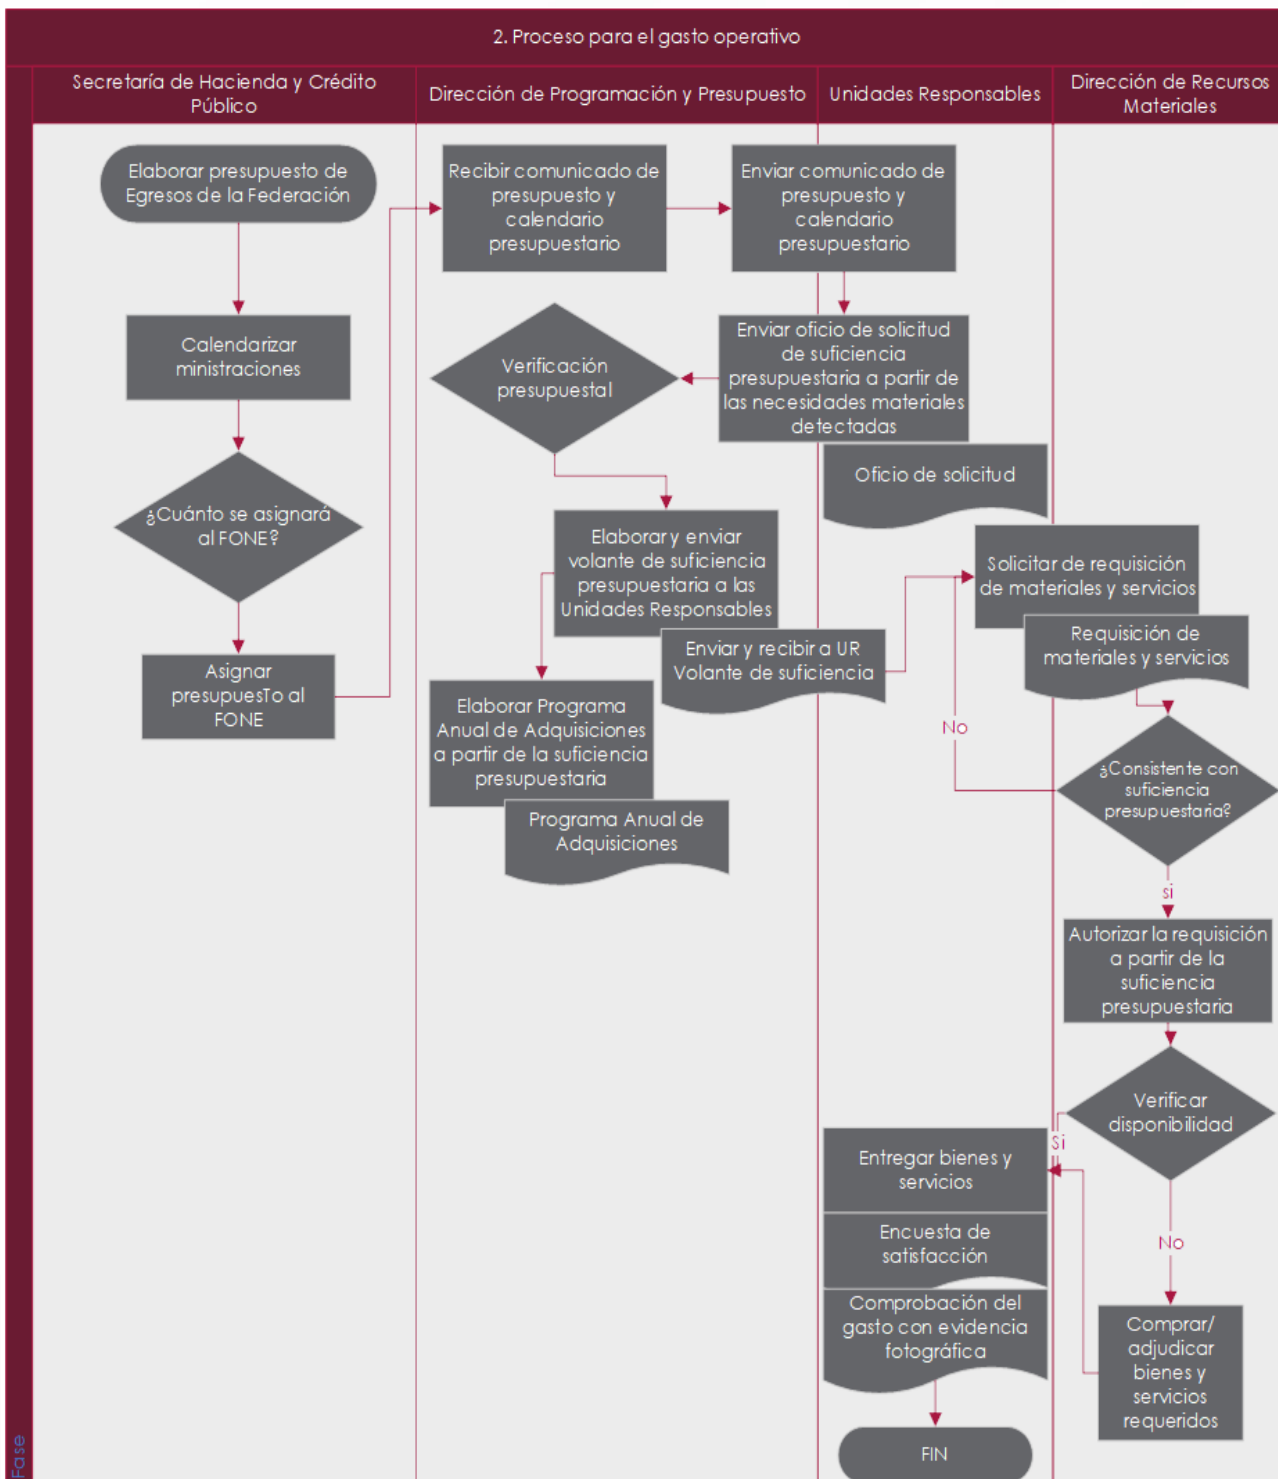 2. Proceso para el gasto operativo
Secretaría de Hacienda y Crédito
Público
Dirección de Programación y Presupuesto
Unidades Responsables
Dirección de Recursos
Materiales
Elaborar presupuesto de
Egresos de la Federación
Calendarizar
ministraciones
¿Cuánto se asignará
al FONE?
Asignar
presupuesTo al
FONE
Recibir comunicado de
presupuesto y
calendario
presupuestario
Enviar comunicado de
presupuesto y
calendario
presupuestario
Enviar oficio de solicitud
de suficiencia
presupuestaria a partir de
las necesidades materiales
detectadas
Oficio de solicitud
Verificación
presupuestal
Elaborar y enviar
volante de suficiencia
presupuestaria a las
Unidades Responsables
Enviar y recibir a UR
Volante de suficiencia
Elaborar Programa
Anual de Adquisiciones
a partir de la suficiencia
presupuestaria
Programa Anual de
Adquisiciones
Solicitar de requisición
de materiales y servicios
Requisición de
materiales y servicios
No
¿Consistente con
suficiencia
presupuestaria?
si
Autorizar la requisición
a partir de la
suficiencia
presupuestaria
Verificar
disponibilidad
Si
No
Comprar/
adjudicar
bienes y
servicios
requeridos
Entregar bienes y
servicios
Encuesta de
satisfacción
Comprobación del
gasto con evidencia
fotográfica
FIN
Fase